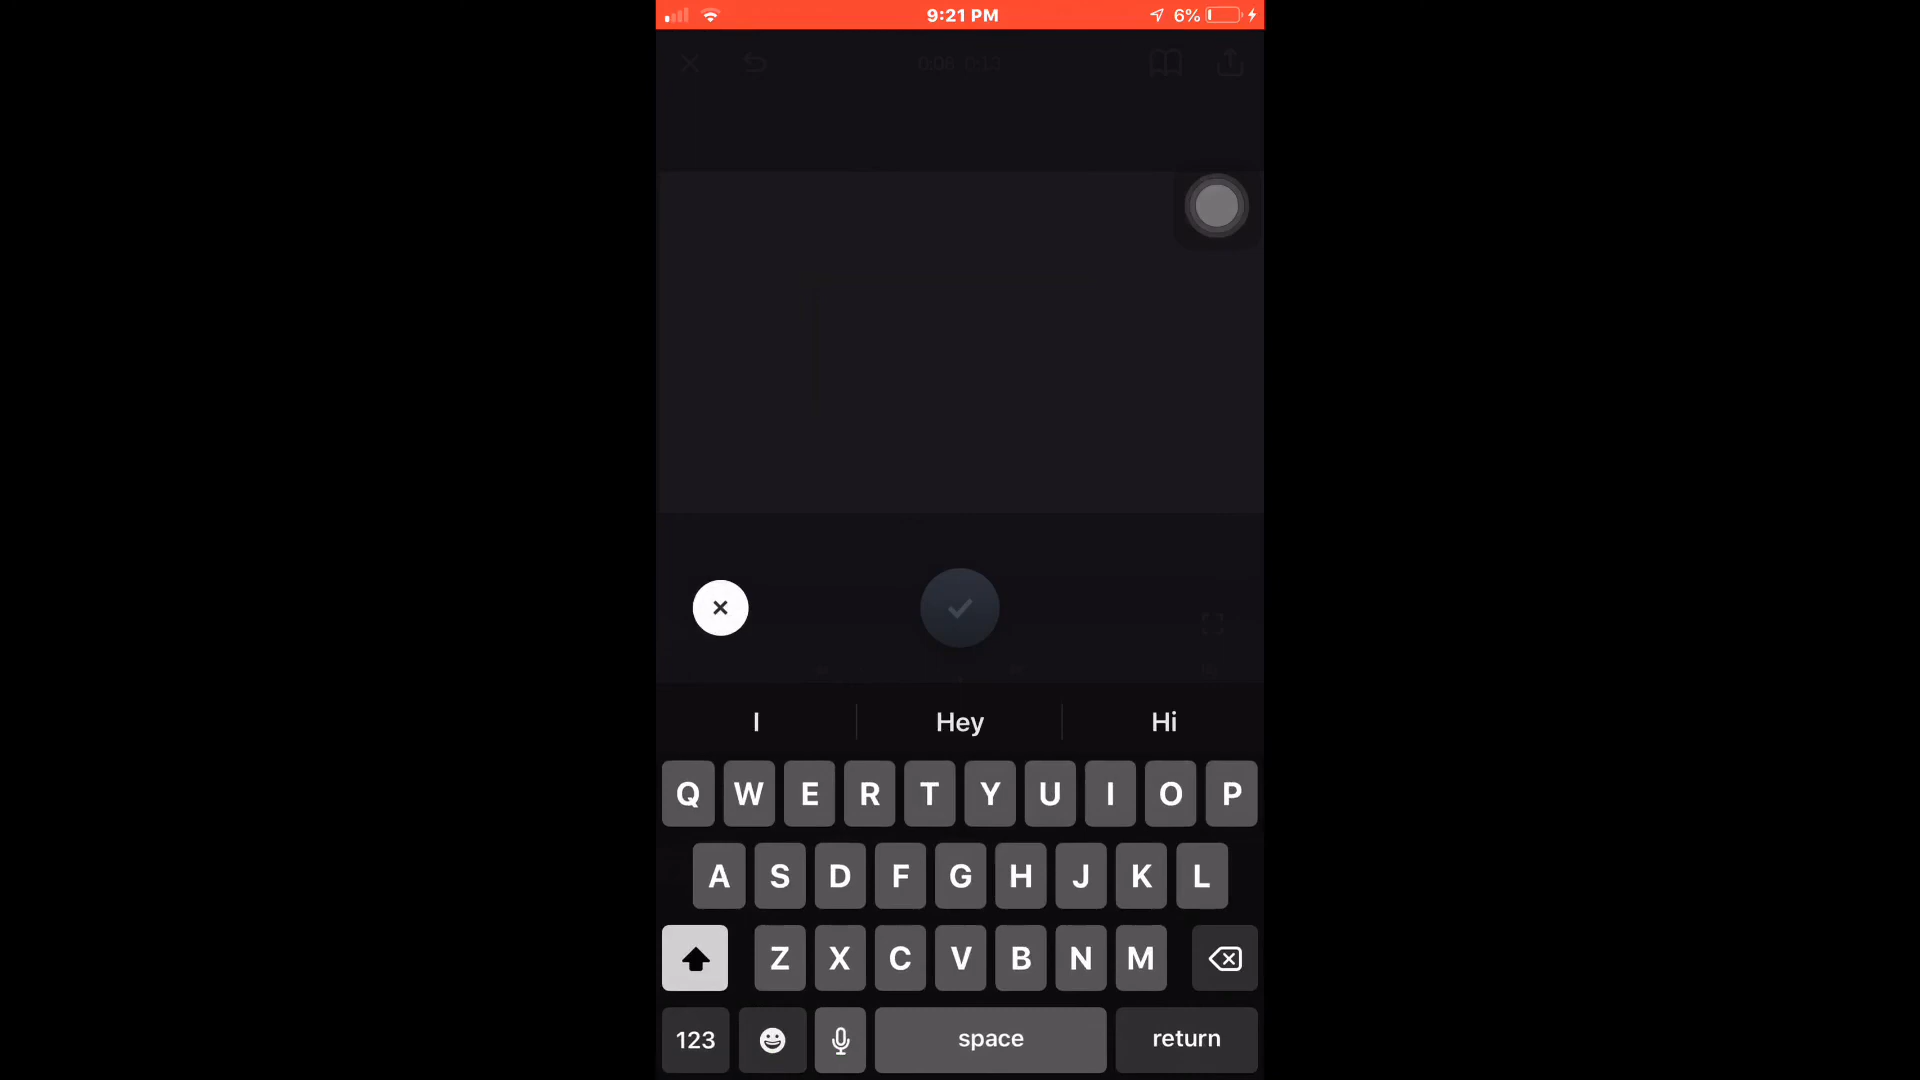 9:21 PM 6%
I Hey Hi
Q W E R T Y U I O P
A S D F G H J K L
Z X C V B N M
123 space return